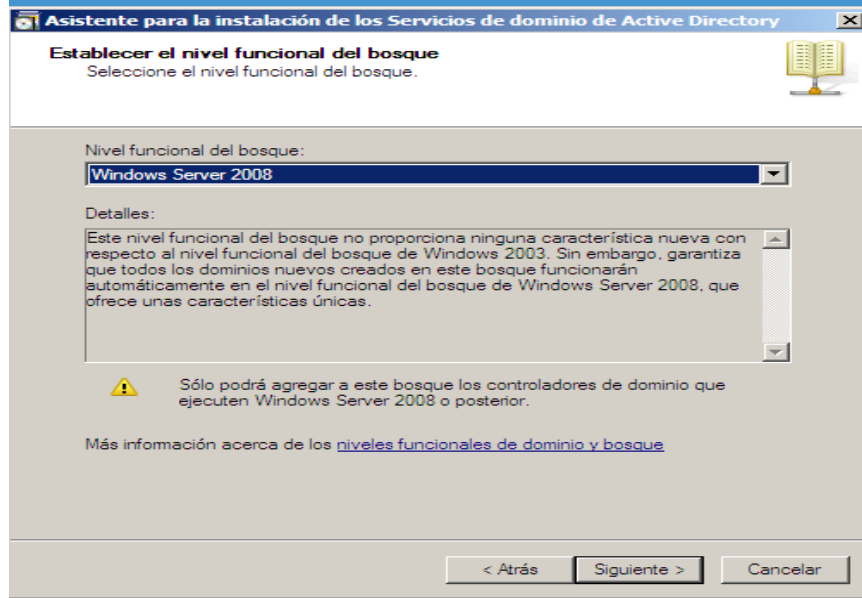 Asistente para la instalación de los Servicios de dominio de Active Directory
Establecer el nivel funcional del bosque
Seleccione el nivel funcional del bosque.
Nivel funcional del bosque:
Windows Server 2008
Detalles:
Este nivel funcional del bosque no proporciona ninguna característica nueva con
respecto al nivel funcional del bosque de Windows 2003. Sin embargo, garantiza
que todos los dominios nuevos creados en este bosque funcionarán
automáticamente en el nivel funcional del bosque de Windows Server 2008, que
ofrece unas características únicas.
Sólo podrá agregar a este bosque los controladores de dominio que
ejecuten Windows Server 2008 o posterior.
Más información acerca de los niveles funcionales de dominio y bosque
< Atrás Siguiente > Cancelar